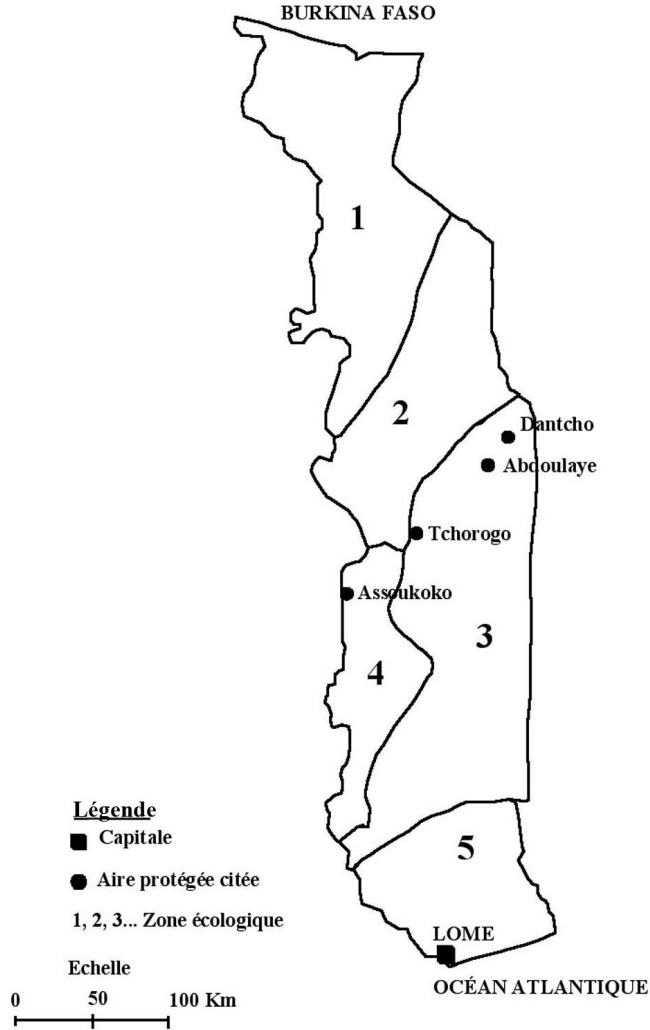 BURKINA FASO
1
2
Dantcho
Abdoulaye
Tchorogo
Assoukoko
3
4
Légende
Capitale
Aire protégée citée
1, 2, 3... Zone écologique
5
LOME
Echelle
OCÉAN ATLANTIQUE
0 50 100 Km